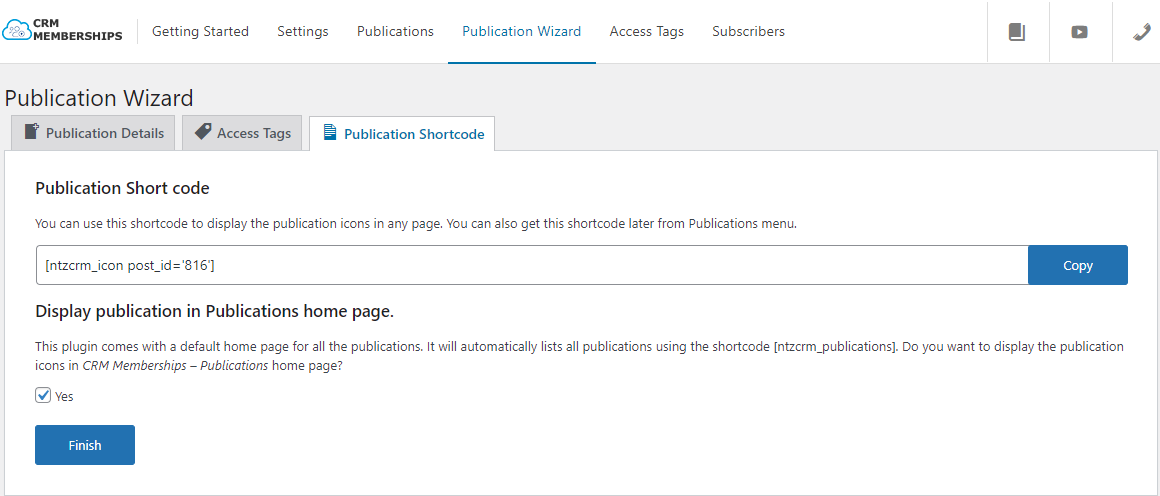 CRM
MEMBERSHIPS
Getting Started
Settings
Publications
Publication Wizard
Access Tags
Subscribers
Publication Wizard
Publication Details
Access Tags
Publication Shortcode
Publication Short code
You can use this shortcode to display the publication icons in any page. You can also get this shortcode later from Publications menu.
[ntzcrm_icon post_id='816']
Copy
Display publication in Publications home page.
This plugin comes with a default home page for all the publications. It will automatically lists all publications using the shortcode [ntzcrm_publications]. Do you want to display the publication
icons in CRM Memberships – Publications home page?
Yes
Finish